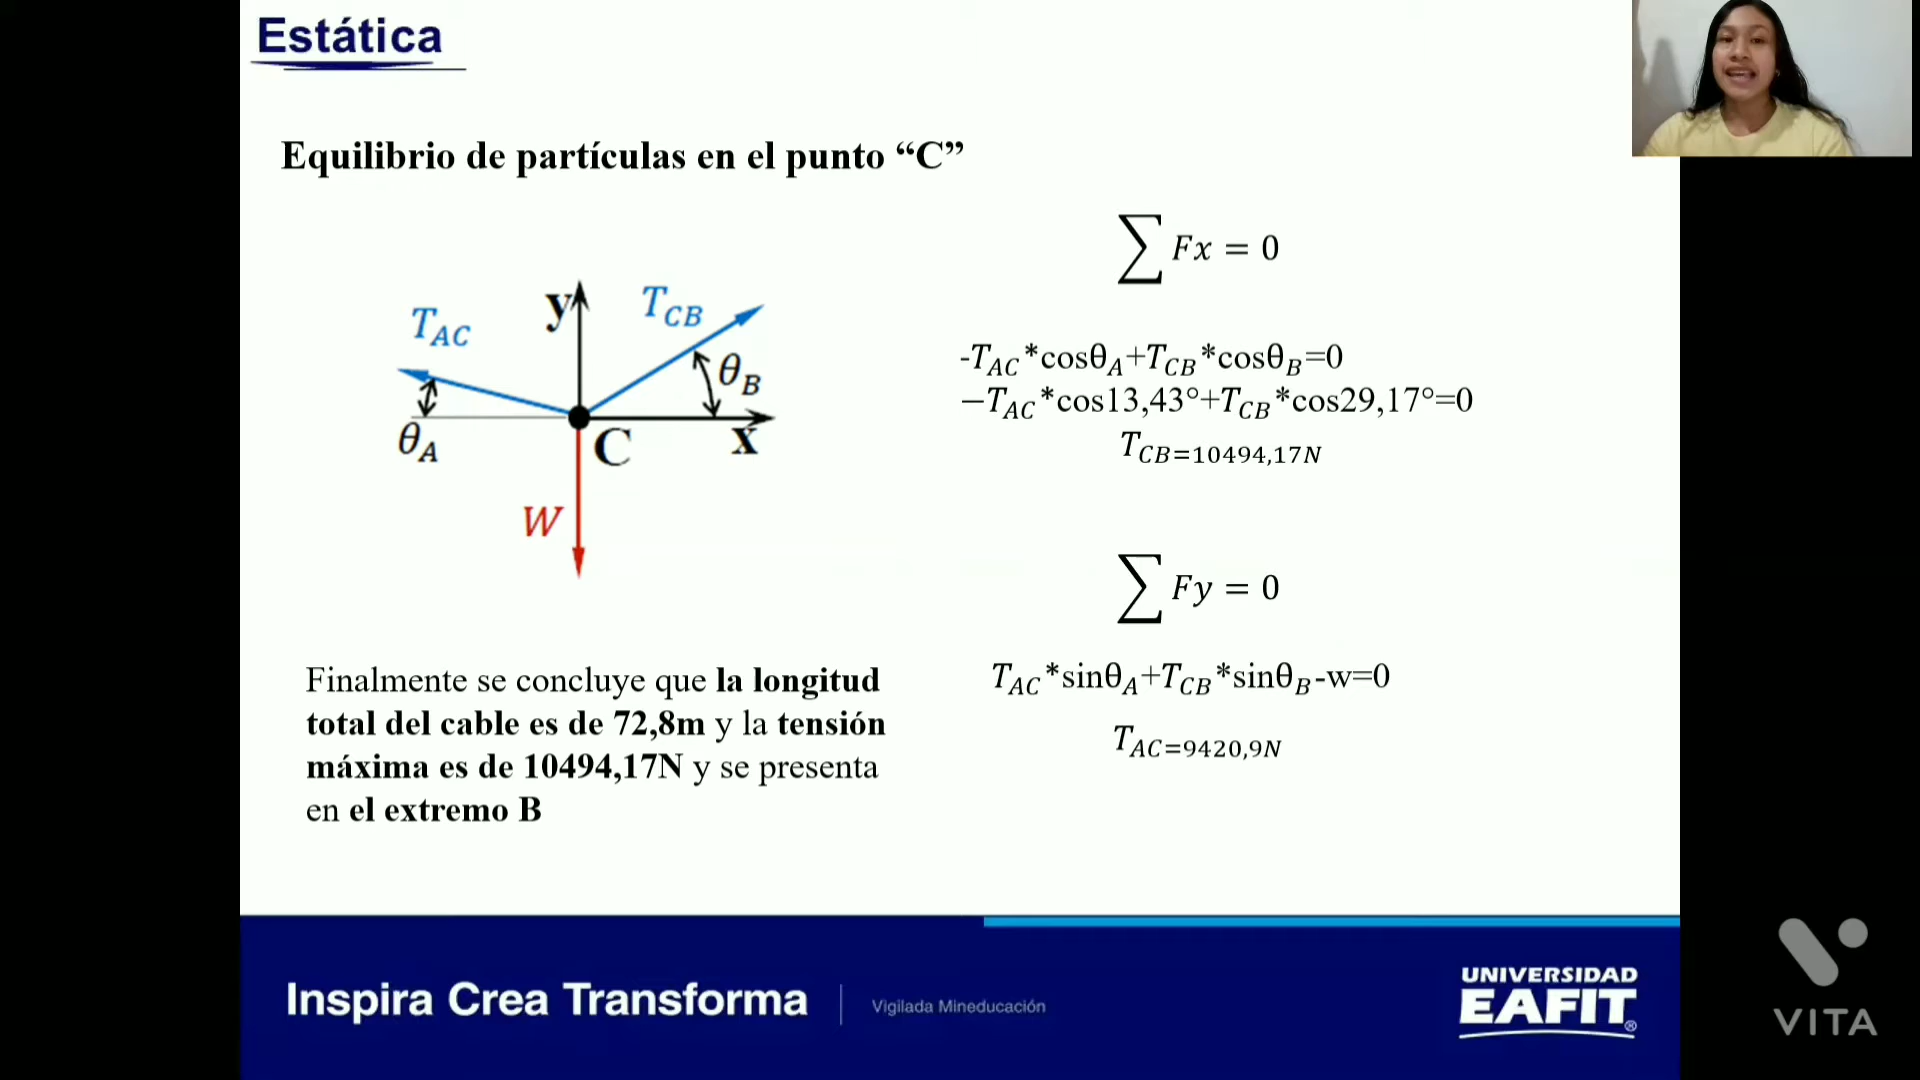 Estática
Equilibrio de partículas en el punto “C”
∑Fx = 0
-T_AC*cosθ_A+T_CB*cosθ_B=0
−T_AC*cos13,43°+T_CB*cos29,17°=0
T_CB=10494,17N
y
T_AC
T_CB
θ_A
θ_B
C
x
W
∑Fy = 0
T_AC*sinθ_A+T_CB*sinθ_B-w=0
T_AC=9420,9N
Finalmente se concluye que la longitud
total del cable es de 72,8m y la tensión
máxima es de 10494,17N y se presenta
en el extremo B
Inspira Crea Transforma
Vigilada Mineducación
UNIVERSIDAD
EAFIT®
VITA